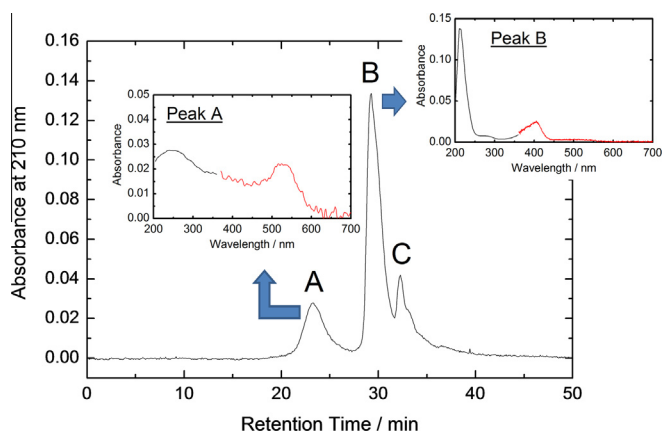 0.16
0.14
0.12
0.10
0.08
0.06
0.04
0.02
0.00
Absorbance at 210 nm
0 10 20 30 40 50
Retention Time / min
A
B
C
Peak A
0.05
0.04
0.03
0.02
0.01
0.00
Absorbance
200 300 400 500 600 700
Wavelength / nm
Peak B
0.15
0.10
0.05
0.00
Absorbance
200 300 400 500 600 700
Wavelength / nm